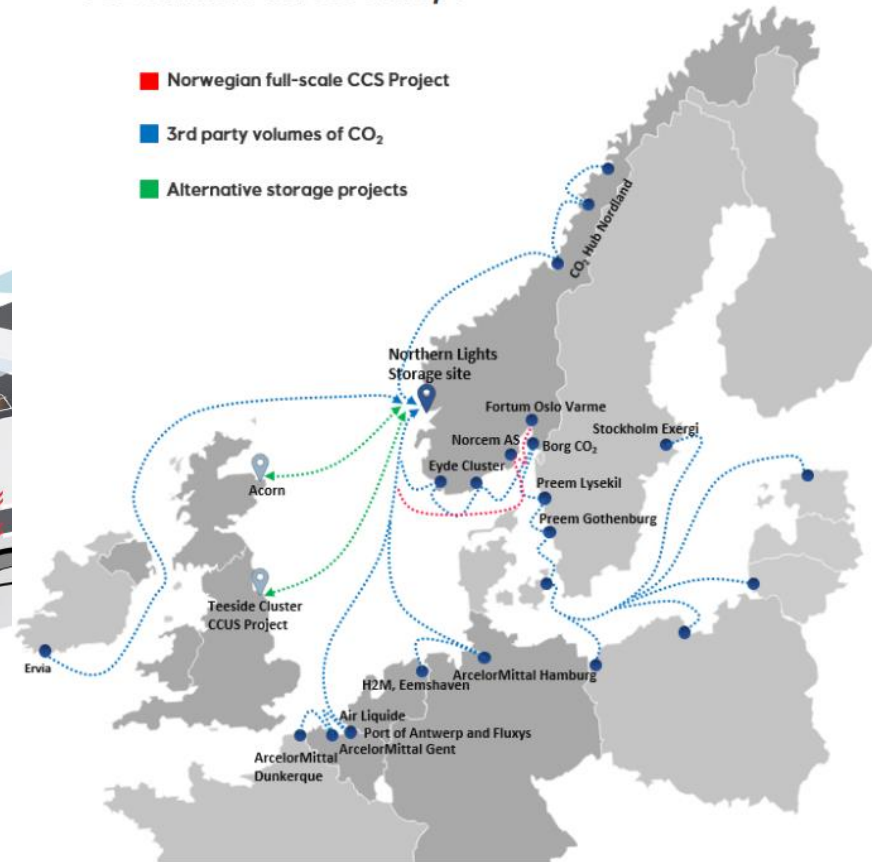 Norwegian full-scale CCS Project
3rd party volumes of CO₂
Alternative storage projects
CO₂ Hub Nordland
Northern Lights
Storage site
Fortum Oslo Varme
Stockholm Exergi
Norcem AS
Borg CO₂
Eyde Cluster
Preem Lysekil
Acorn
Preem Gothenburg
Teeside Cluster
CCUS Project
Ervia
ArcelorMittal Hamburg
H2M, Eemshaven
Air Liquide
Port of Antwerp and Fluxys
ArcelorMittal Gent
ArcelorMittal
Dunkerque